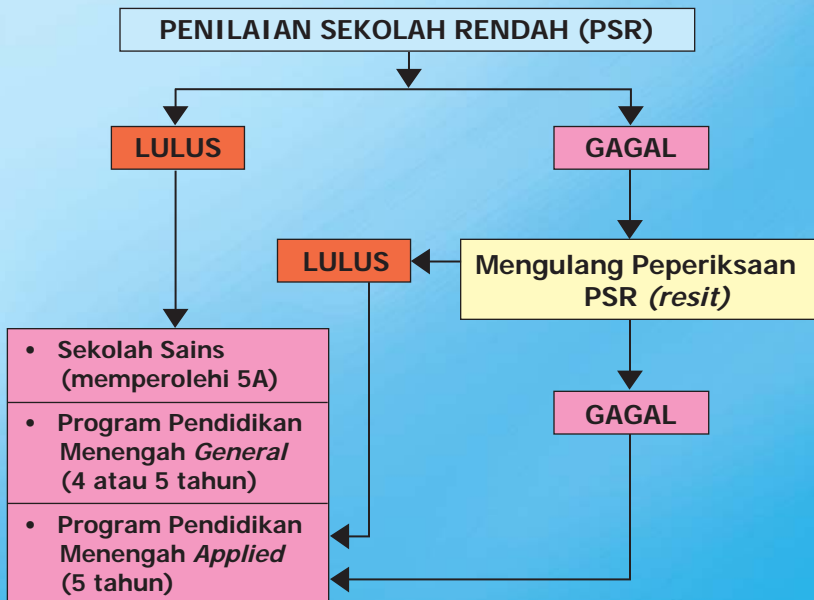 PENILAIAN SEKOLAH RENDAH (PSR)
LULUS
GAGAL
LULUS
Mengulang Peperiksaan
PSR (resit)
• Sekolah Sains
(memperolehi 5A)
GAGAL
• Program Pendidikan
Menengah General
(4 atau 5 tahun)
• Program Pendidikan
Menengah Applied
(5 tahun)